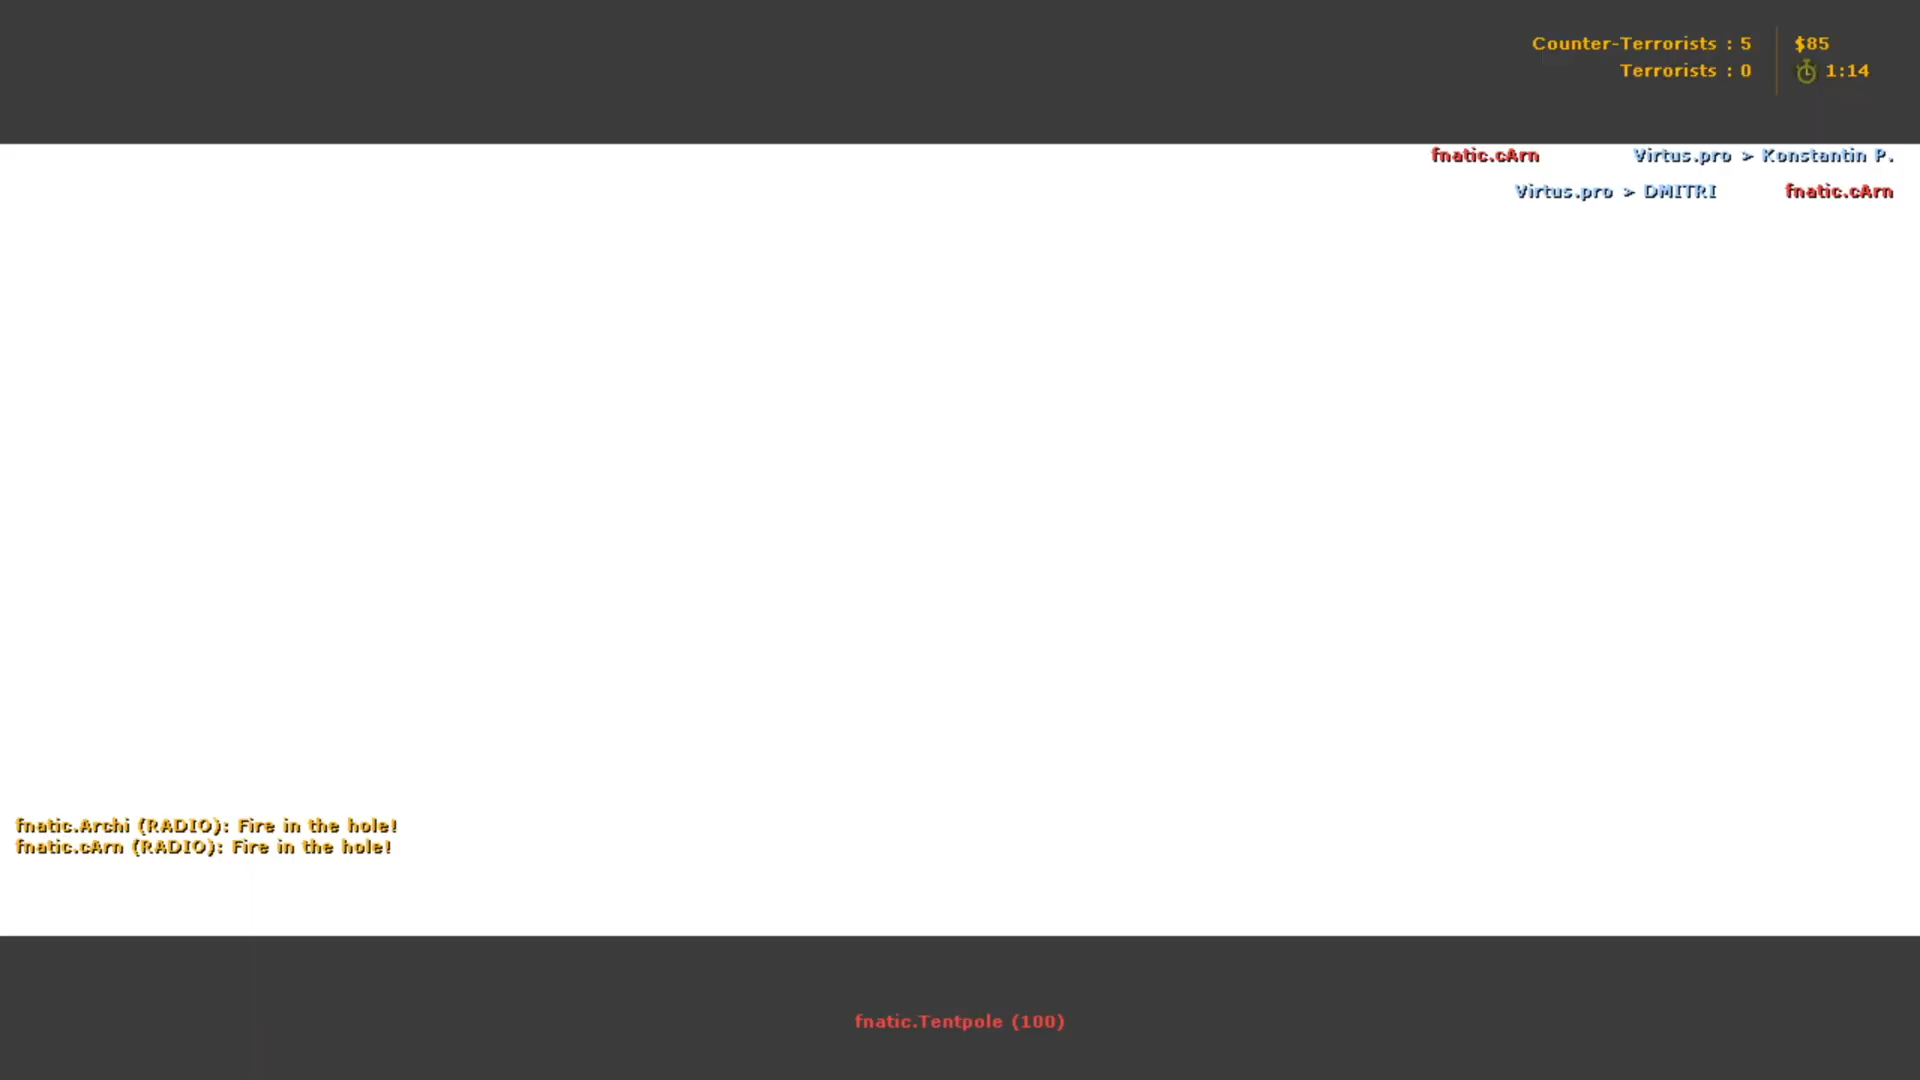 Counter-Terrorists : 5 $85
Terrorists : 0 1:14
fnatic.cArn Virtus.pro > Konstantin P.
Virtus.pro > DMITRI fnatic.cArn
fnatic.Archi (RADIO): Fire in the hole!
fnatic.cArn (RADIO): Fire in the hole!
fnatic.Tentpole (100)